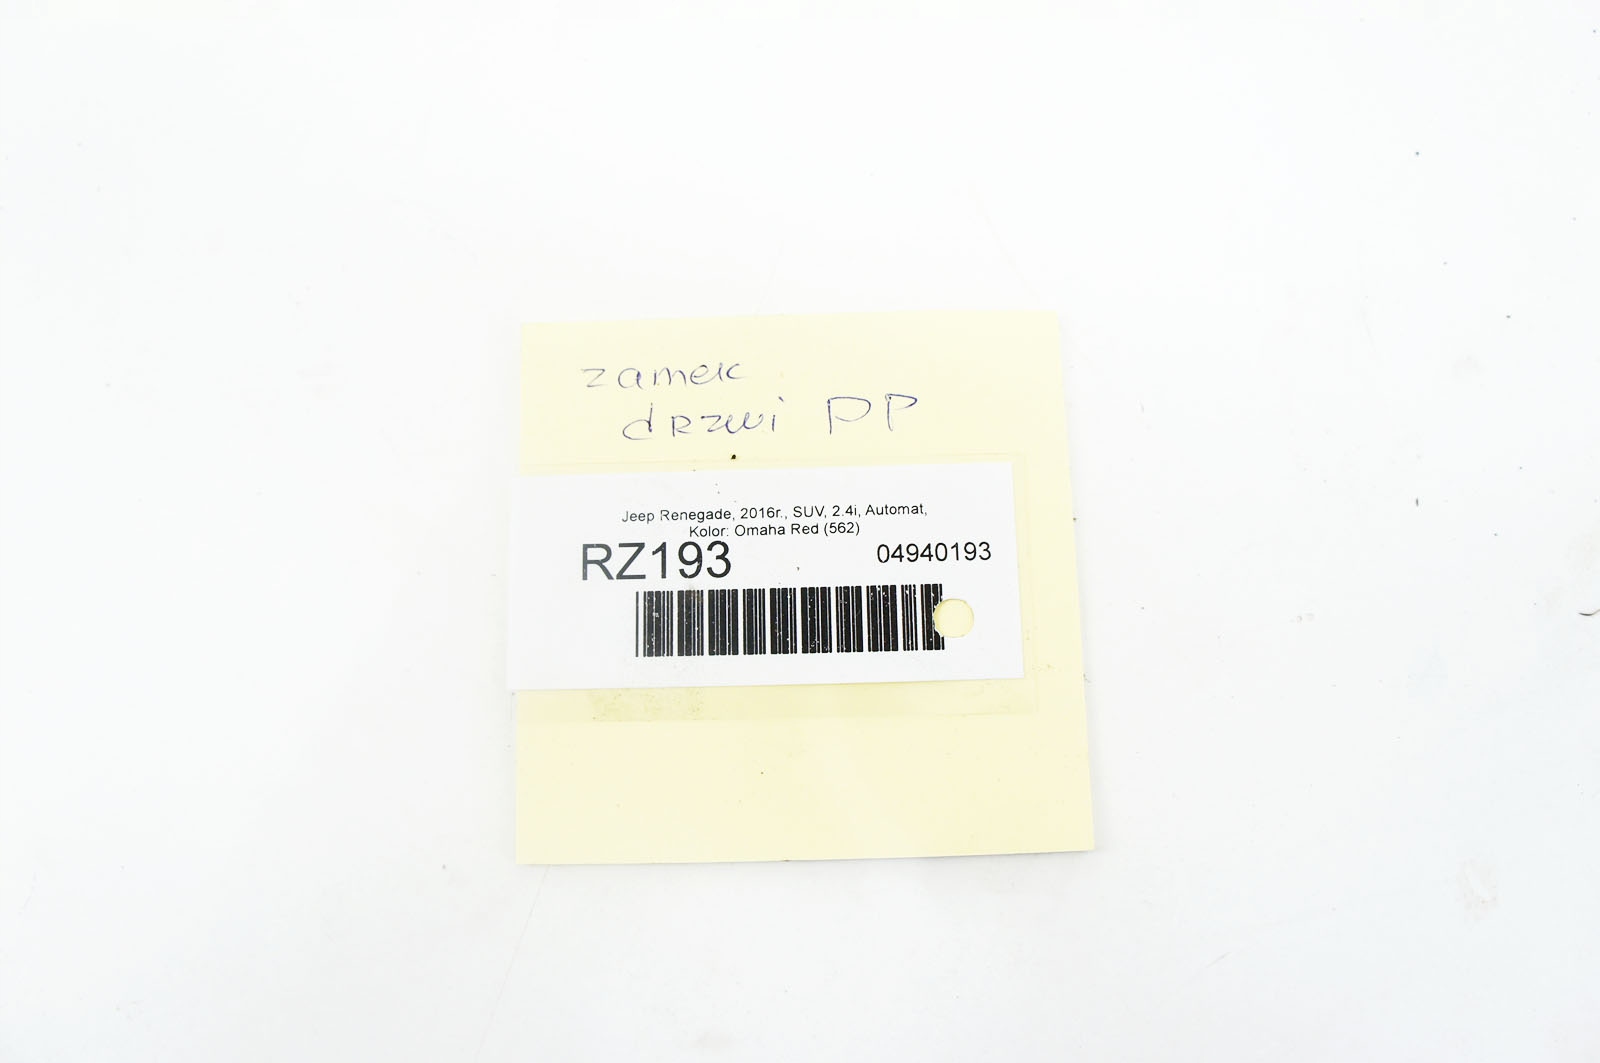 zamek
drzwi PP
Jeep Renegade, 2016r., SUV, 2.4i, Automat,
Kolor: Omaha Red (562)
RZ193
04940193